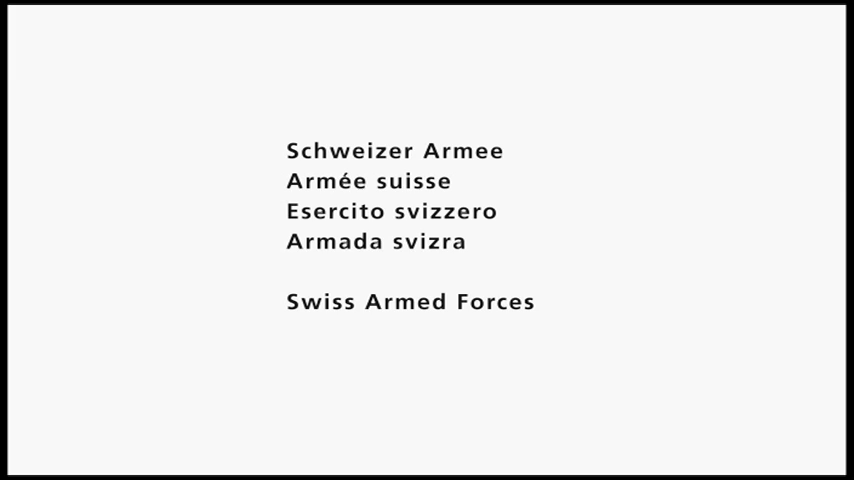 Schweizer Armee
Armée suisse
Esercito svizzero
Armada svizra
Swiss Armed Forces